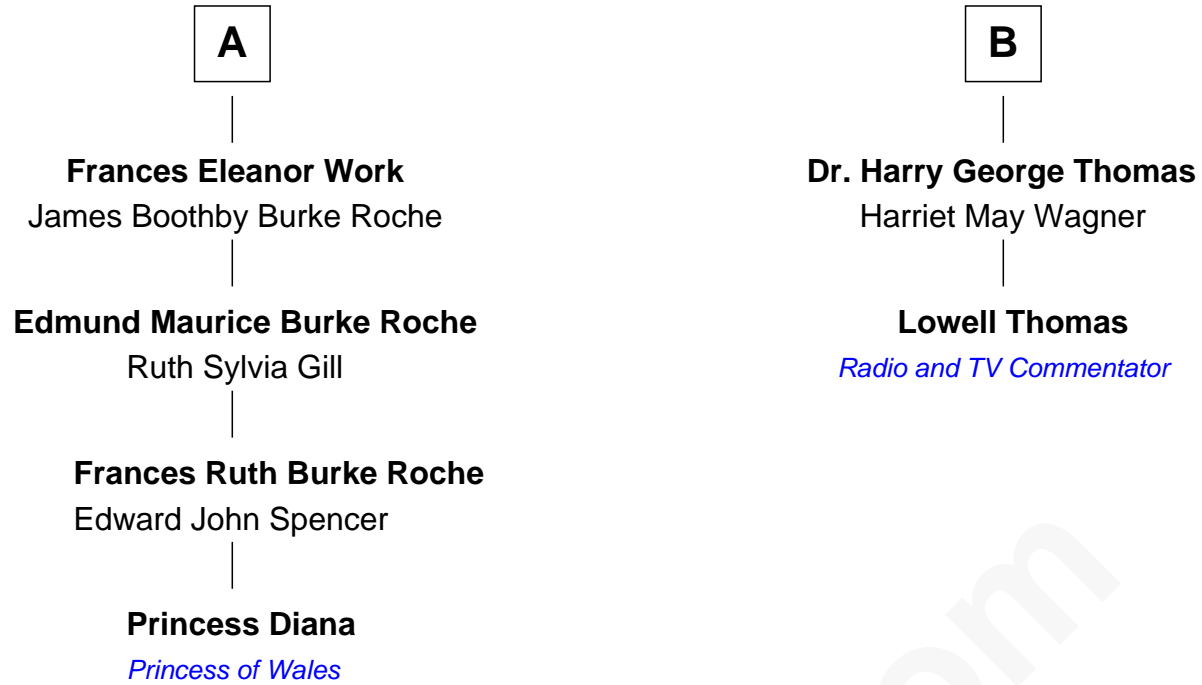 A
Frances Eleanor Work
James Boothby Burke Roche
Edmund Maurice Burke Roche
Ruth Sylvia Gill
Frances Ruth Burke Roche
Edward John Spencer
Princess Diana
Princess of Wales
B
Dr. Harry George Thomas
Harriet May Wagner
Lowell Thomas
Radio and TV Commentator
om